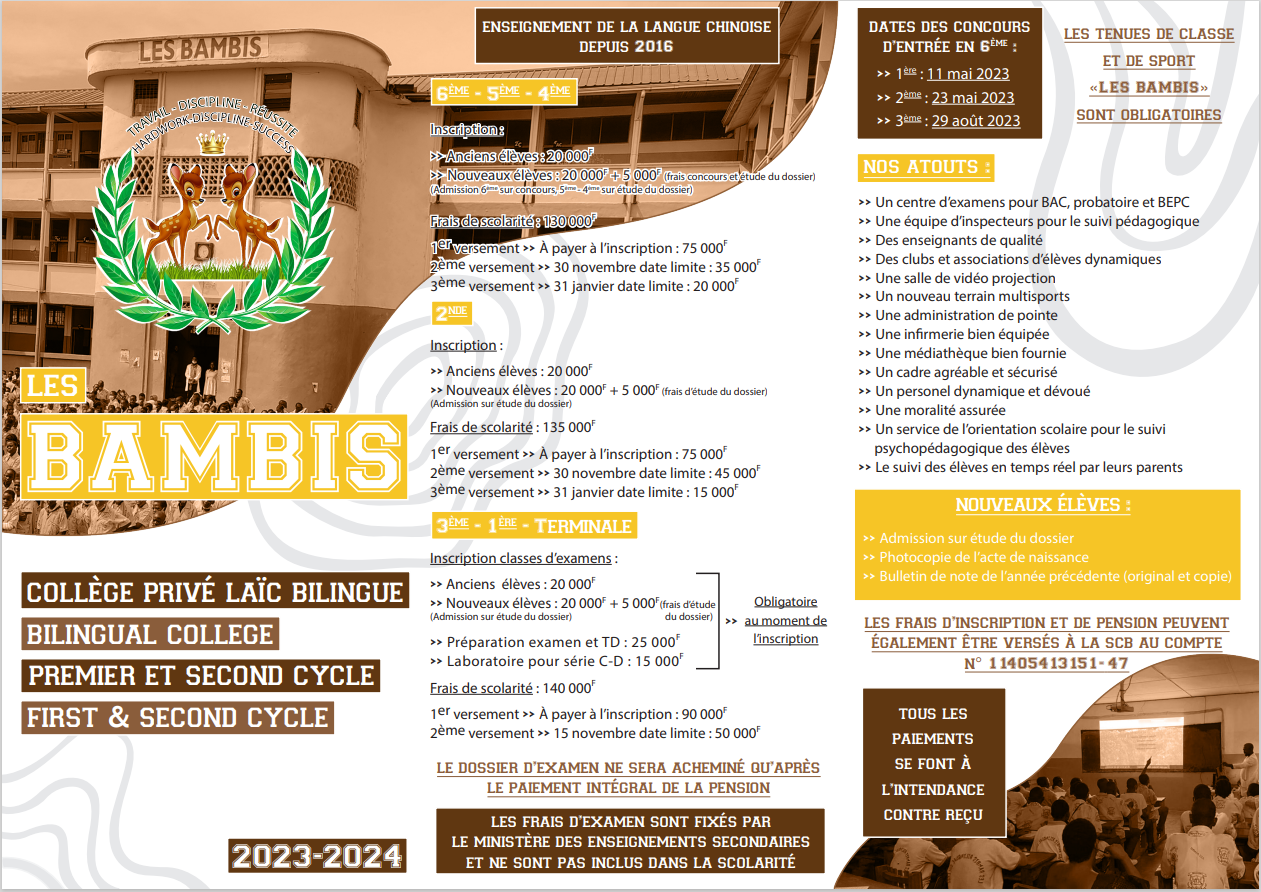 LES BAMBIS
TRAVAIL - DISCIPLINE - RÉUSSITE
HARDWORK-DISCIPLINE-SUCCESS
LES
BAMBIS
COLLÈGE PRIVÉ LAÏC BILINGUE
BILINGUAL COLLEGE
PREMIER ET SECOND CYCLE
FIRST & SECOND CYCLE
2023-2024
ENSEIGNEMENT DE LA LANGUE CHINOISE
DEPUIS 2016
6ÈME - 5ÈME - 4ÈME
Inscription :
>> Anciens élèves : 20 000F
>> Nouveaux élèves : 20 000F + 5 000F (frais concours et étude du dossier)
(Admission 6ème sur concours, 5ème - 4ème sur étude du dossier)
Frais de scolarité : 130 000F
1er versement >> À payer à l'inscription : 75 000F
2ème versement >> 30 novembre date limite : 35 000F
3ème versement >> 31 janvier date limite : 20 000F
2NDE
Inscription :
>> Anciens élèves : 20 000F
>> Nouveaux élèves : 20 000F + 5 000F (frais d'étude du dossier)
(Admission sur étude du dossier)
Frais de scolarité : 135 000F
1er versement >> À payer à l'inscription : 75 000F
2ème versement >> 30 novembre date limite : 45 000F
3ème versement >> 31 janvier date limite : 15 000F
3ÈME - 1ÈRE - TERMINALE
Inscription classes d'examens :
>> Anciens élèves : 20 000F
>> Nouveaux élèves : 20 000F + 5 000F (frais d'étude
(Admission sur étude du dossier) du dossier)
>> Préparation examen et TD : 25 000F
>> Laboratoire pour série C-D : 15 000F
>> Obligatoire
au moment de
l'inscription
Frais de scolarité : 140 000F
1er versement >> À payer à l'inscription : 90 000F
2ème versement >> 15 novembre date limite : 50 000F
LE DOSSIER D'EXAMEN NE SERA ACHEMINÉ QU'APRÈS
LE PAIEMENT INTÉGRAL DE LA PENSION
LES FRAIS D'EXAMEN SONT FIXÉS PAR
LE MINISTÈRE DES ENSEIGNEMENTS SECONDAIRES
ET NE SONT PAS INCLUS DANS LA SCOLARITÉ
DATES DES CONCOURS
D'ENTRÉE EN 6ÈME :
>> 1ère : 11 mai 2023
>> 2ème : 23 mai 2023
>> 3ème : 29 août 2023
LES TENUES DE CLASSE
ET DE SPORT
«LES BAMBIS»
SONT OBLIGATOIRES
NOS ATOUTS :
>> Un centre d'examens pour BAC, probatoire et BEPC
>> Une équipe d'inspecteurs pour le suivi pédagogique
>> Des enseignants de qualité
>> Des clubs et associations d'élèves dynamiques
>> Une salle de vidéo projection
>> Un nouveau terrain multisports
>> Une administration de pointe
>> Une infirmerie bien équipée
>> Une médiathèque bien fournie
>> Un cadre agréable et sécurisé
>> Un personel dynamique et dévoué
>> Une moralité assurée
>> Un service de l'orientation scolaire pour le suivi
psychopédagogique des élèves
>> Le suivi des élèves en temps réel par leurs parents
NOUVEAUX ÉLÈVES :
>> Admission sur étude du dossier
>> Photocopie de l'acte de naissance
>> Bulletin de note de l'année précédente (original et copie)
LES FRAIS D'INSCRIPTION ET DE PENSION PEUVENT
ÉGALEMENT ÊTRE VERSÉS À LA SCB AU COMPTE
N° 11405413151-47
TOUS LES
PAIEMENTS
SE FONT À
L'INTENDANCE
CONTRE REÇU